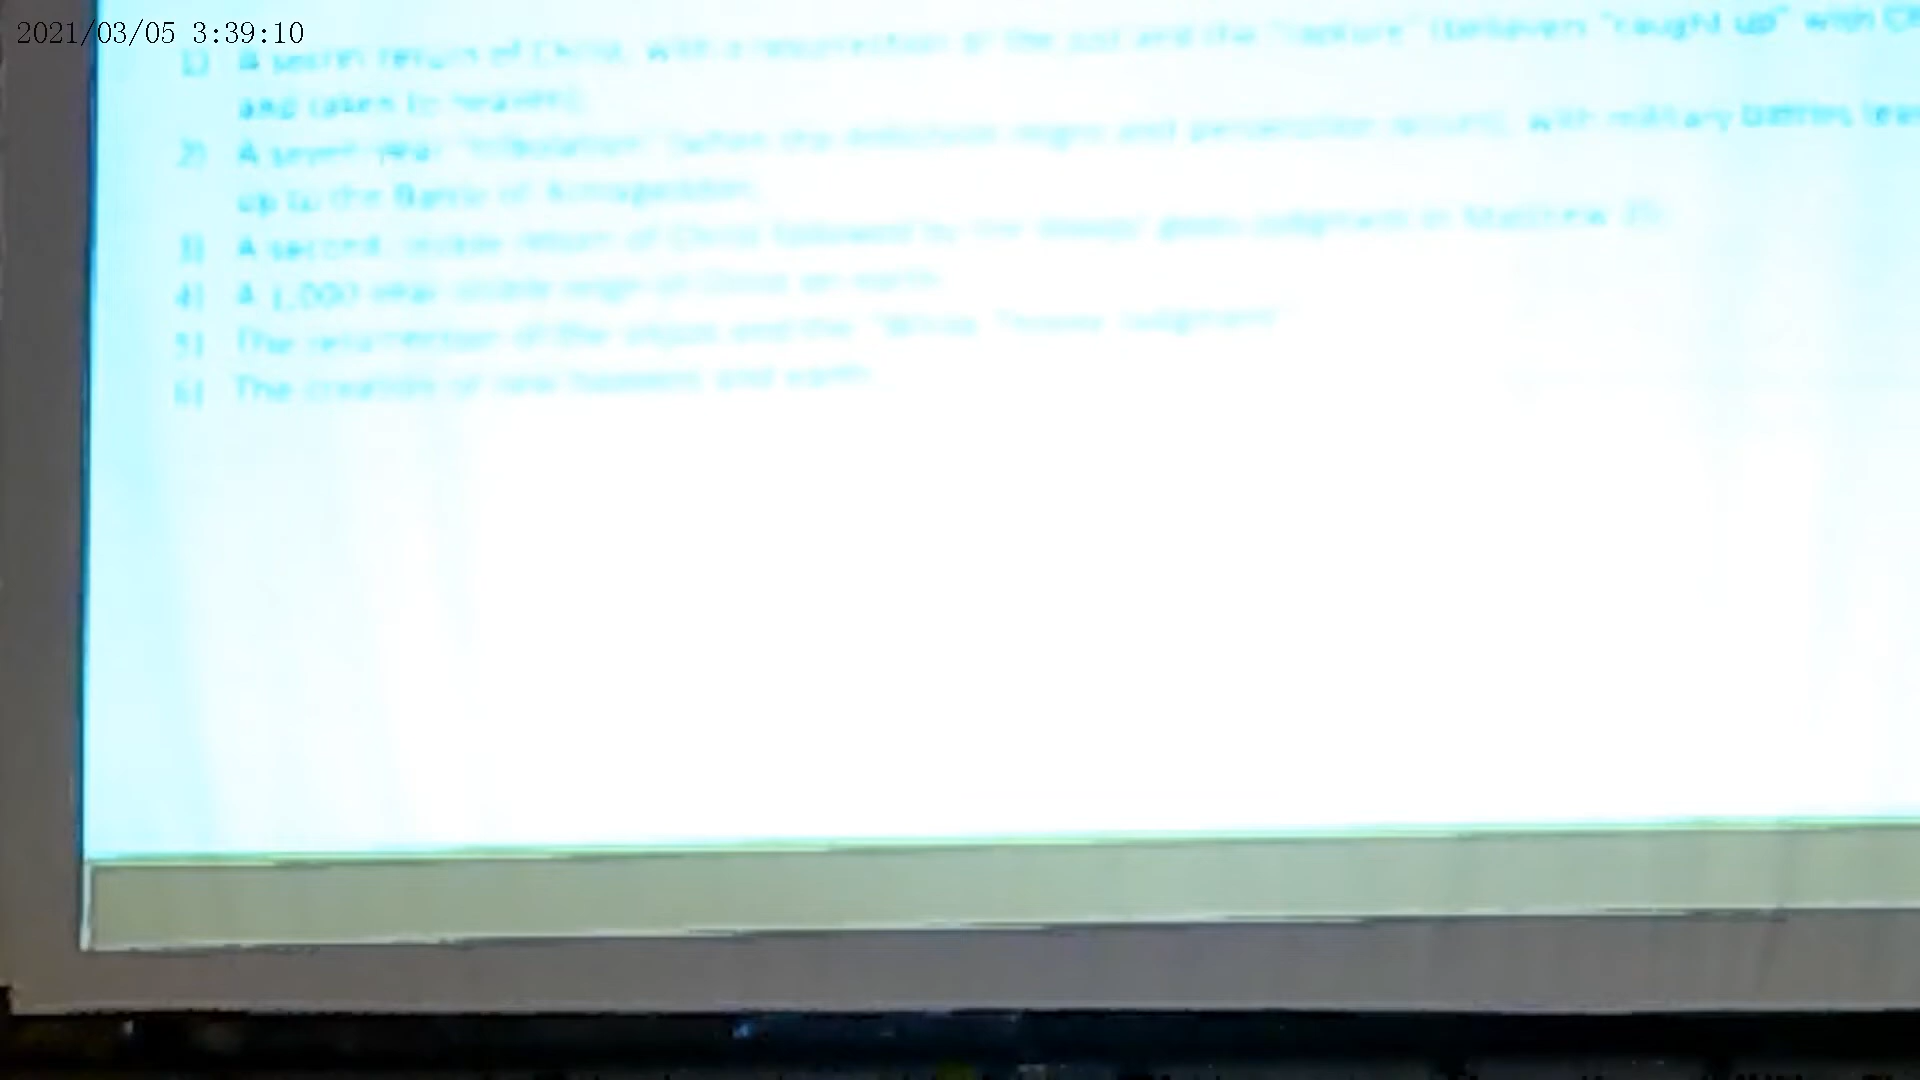 2021/03/05 3:39:10
1) A secret return of Christ, with a resurrection of the just and the "rapture" (believers "caught up" with
and taken to heaven).
2) A seven year "tribulation" (when the Antichrist reigns and persecution occurs), with military battles
up to the Battle of Armageddon.
3) A second, visible return of Christ followed by the sheep/ goats judgment in Matthew 25.
4) A 1,000 year visible reign of Christ on earth.
5) The resurrection of the unjust and the "White Throne Judgment"
6) The creation of new heavens and earth.